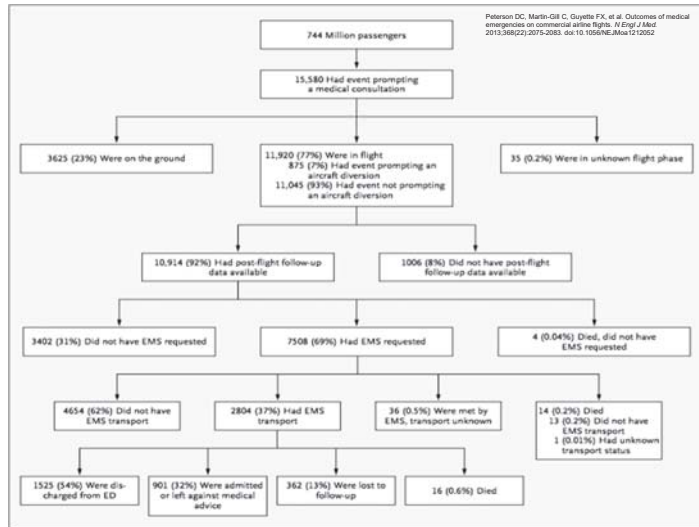 Peterson DC, Martin-Gill C, Guyette FX, et al. Outcomes of medical
emergencies on commercial airline flights. N Engl J Med.
2013;368(22):2075-2083. doi:10.1056/NEJMoa1212052
744 Million passengers
15,580 Had event prompting
a medical consultation
3625 (23%) Were on the ground
11,920 (77%) Were in flight
875 (7%) Had event prompting an
aircraft diversion
11,045 (93%) Had event not prompting
an aircraft diversion
35 (0.2%) Were in unknown flight phase
10,914 (92%) Had post-flight follow-up
data available
1006 (8%) Did not have post-flight
follow-up data available
3402 (31%) Did not have EMS requested
7508 (69%) Had EMS requested
4 (0.04%) Died, did not have
EMS requested
4654 (62%) Did not have
EMS transport
2804 (37%) Had EMS
transport
36 (0.5%) Were met by
EMS, transport unknown
14 (0.2%) Died
13 (0.2%) Did not have
EMS transport
1 (0.01%) Had unknown
transport status
1525 (54%) Were dis-
charged from ED
901 (32%) Were admitted
or left against medical
advice
362 (13%) Were lost to
follow-up
16 (0.6%) Died